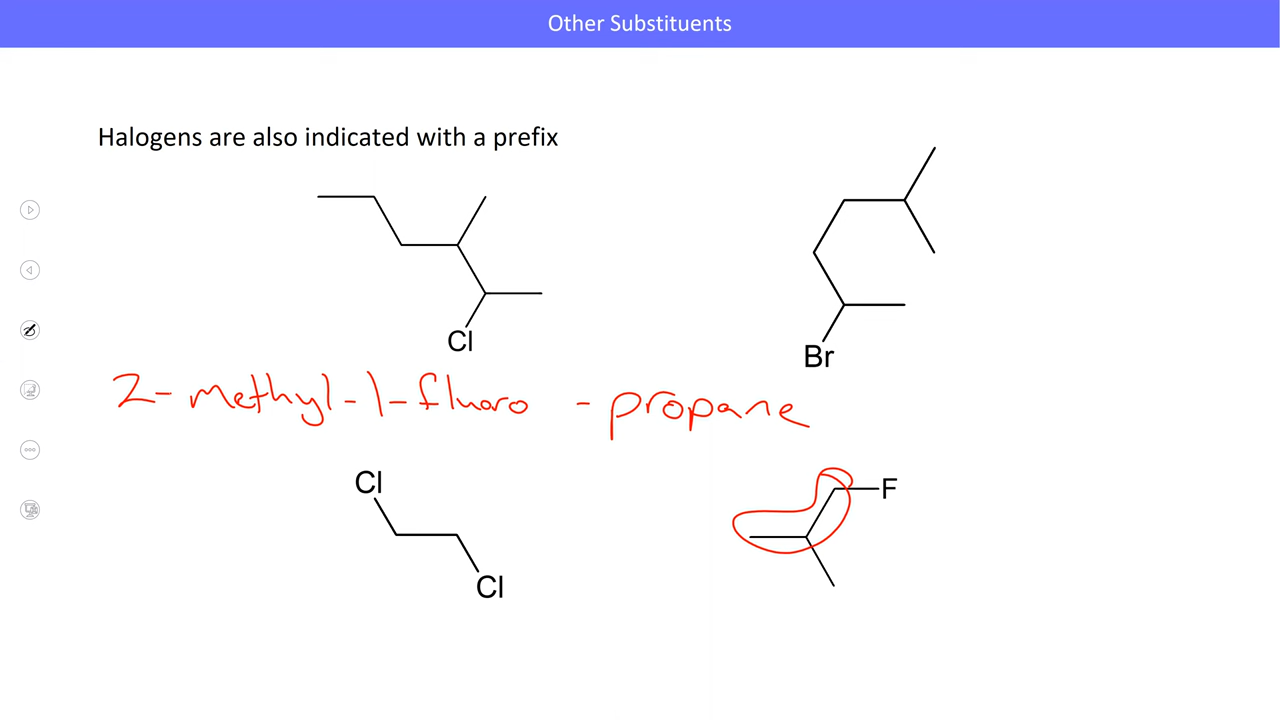 Other Substituents
Halogens are also indicated with a prefix
Cl
Br
2-methyl-1-fluoro -propane
Cl
F
Cl